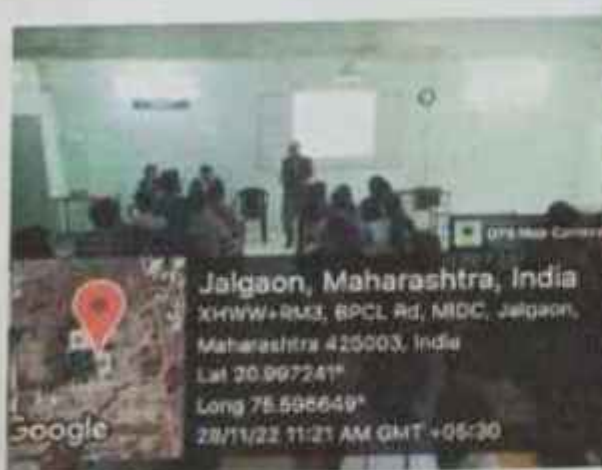 GPS Map Camera
Jalgaon, Maharashtra, India
XHWW+RM3, BPCL Rd, MIDC, Jalgaon,
Maharashtra 425003, India
Lat 20.997241°
Long 75.596649°
28/11/22 11:21 AM GMT +05:30
Google